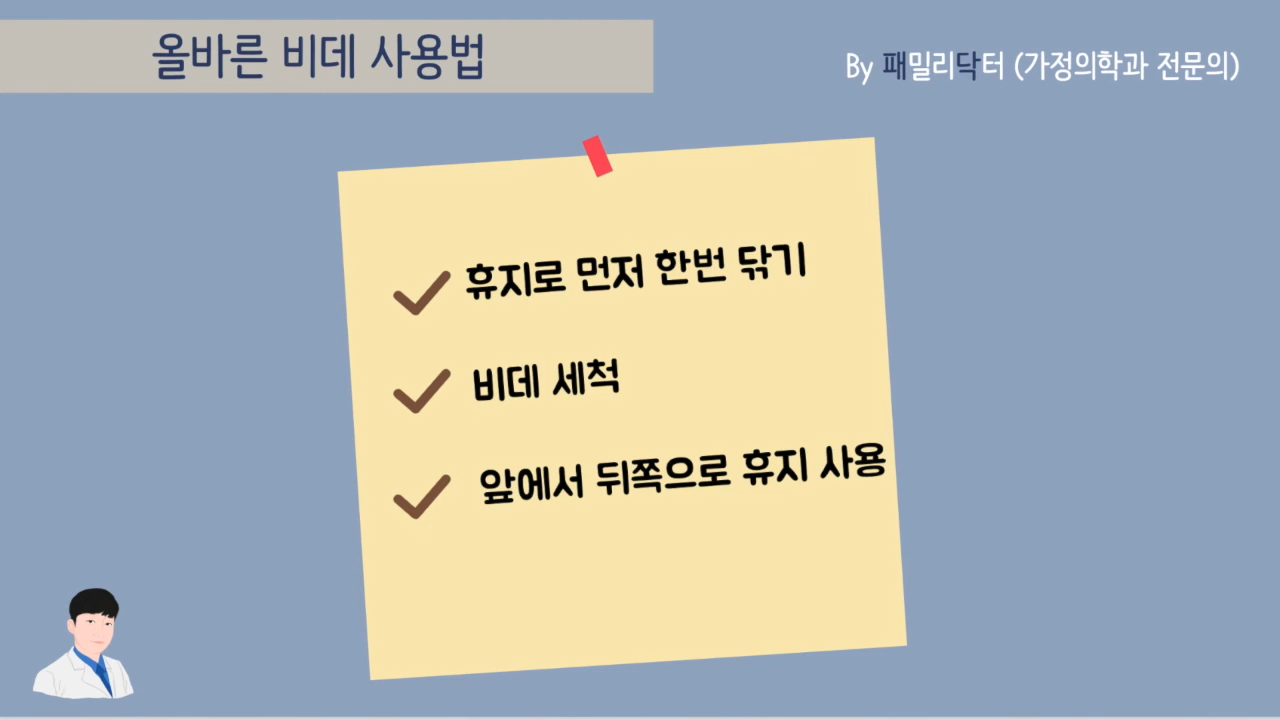 올바른 비데 사용법
By 패밀리닥터 (가정의학과 전문의)
휴지로 먼저 한번 닦기
비데 세척
앞에서 뒤쪽으로 휴지 사용